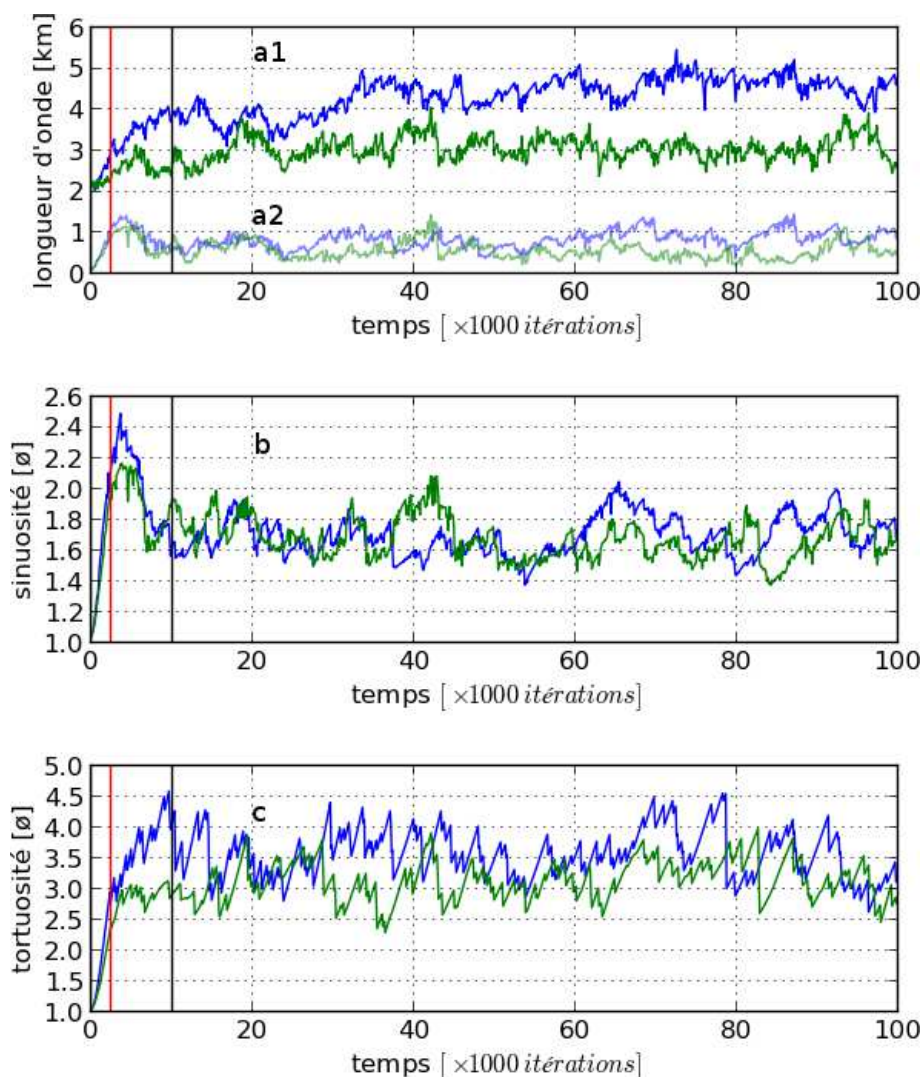 longueur d'onde [km]
6
5
4
3
2
1
0
a1
a2
0 20 40 60 80 100
temps [ ×1000 itérations]
sinuosité [ø]
2.6
2.4
2.2
2.0
1.8
1.6
1.4
1.2
1.0
b
0 20 40 60 80 100
temps [ ×1000 itérations]
tortuosité [ø]
5.0
4.5
4.0
3.5
3.0
2.5
2.0
1.5
1.0
c
0 20 40 60 80 100
temps [ ×1000 itérations]